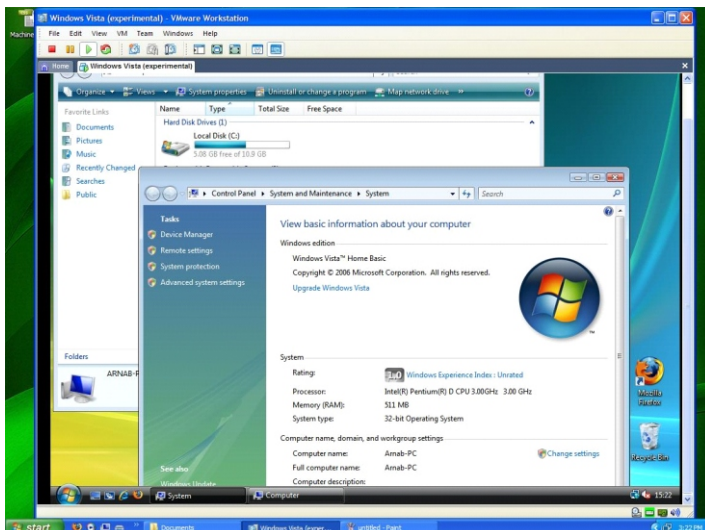 Windows Vista (experimental) - VMware Workstation
Machine
File Edit View VM Team Windows Help
Home Windows Vista (experimental)
Organize Views System properties Uninstall or change a program Map network drive »
Favorite Links
Documents
Pictures
Music
Recently Changed
Searches
Public
Folders
Name Type Total Size Free Space
Hard Disk Drives (1)
Local Disk (C:)
5.08 GB free of 10.9 GB
Control Panel System and Maintenance System
Search
Tasks
Device Manager
Remote settings
System protection
Advanced system settings
See also
Windows Update
View basic information about your computer
Windows edition
Windows Vista™ Home Basic
Copyright © 2006 Microsoft Corporation. All rights reserved.
Upgrade Windows Vista
System
Rating: 1.0 Windows Experience Index : Unrated
Processor: Intel(R) Pentium(R) D CPU 3.00GHz 3.00 GHz
Memory (RAM): 511 MB
System type: 32-bit Operating System
Computer name, domain, and workgroup settings
Computer name: Arnab-PC Change settings
Full computer name: Arnab-PC
Computer description:
Mozilla Firefox
Recycle Bin
System Computer 15:22
start Documents Windows Vista (exper... untitled - Paint 3:22 PM